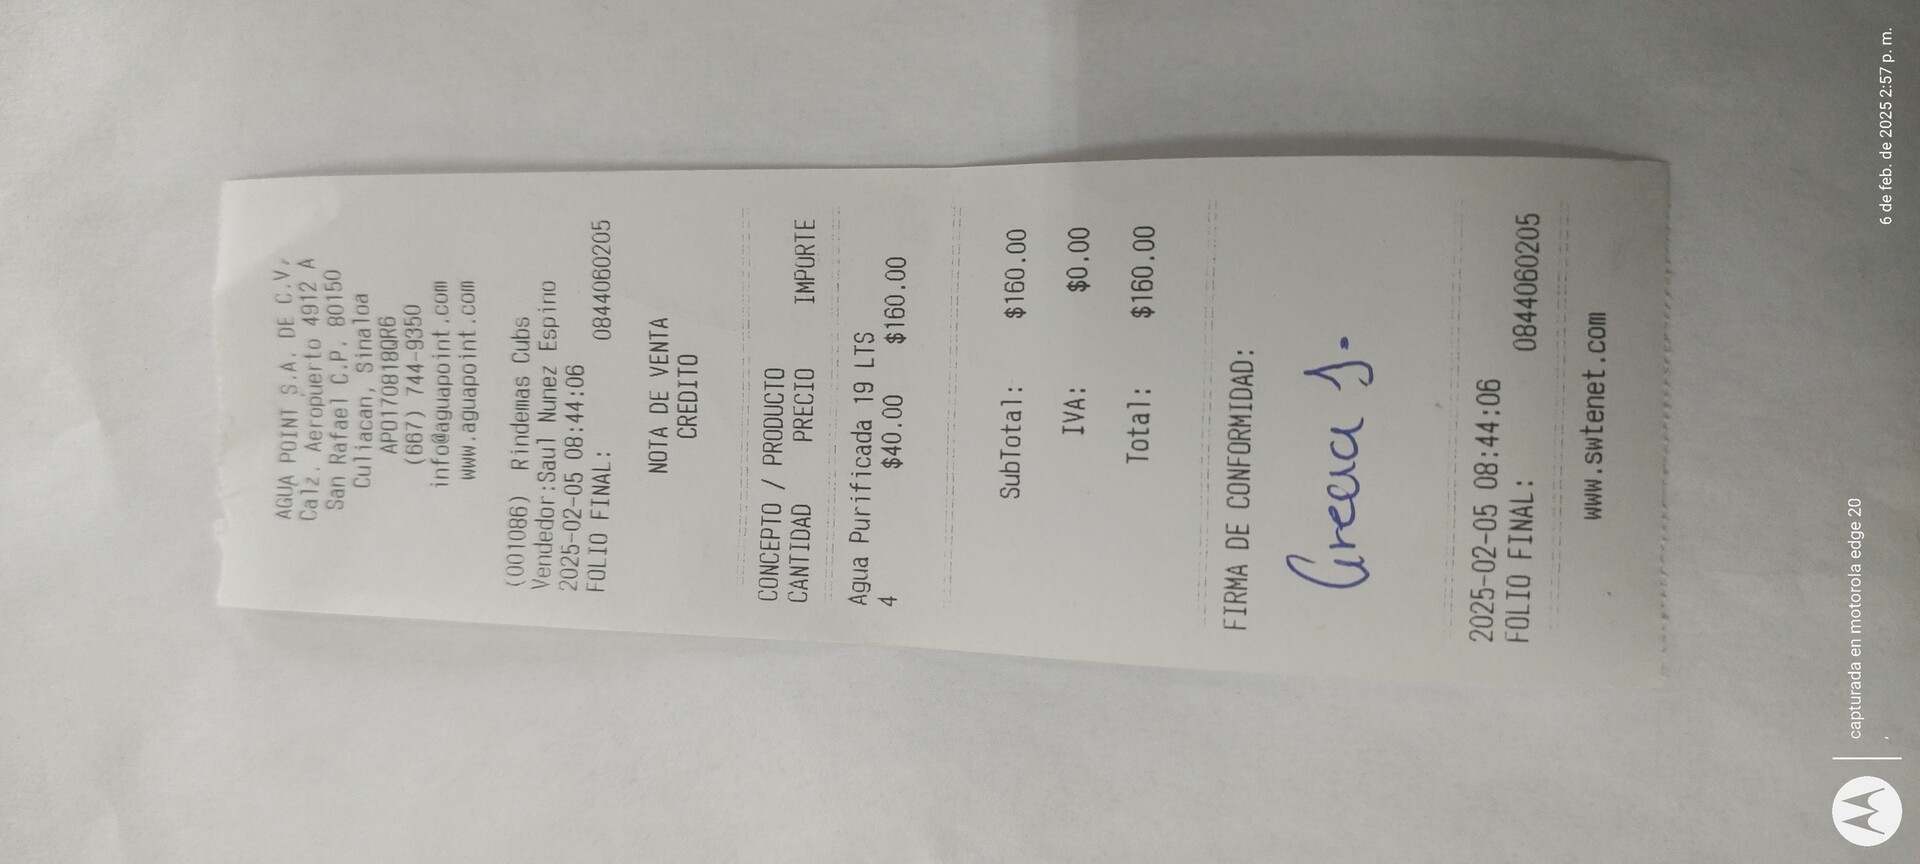 AGUA POINT S.A. DE C.V,
Calz. Aeropuerto 4912 A
San Rafael C.P. 80150
Culiacan, Sinaloa
APO170818QR6
(667) 744-9350
info@aguapoint.com
www.aguapoint.com
(001086) Rindemas Cubs
Vendedor:Saul Nunez Espino
2025-02-05 08:44:06
FOLIO FINAL: 0844060205
NOTA DE VENTA
CREDITO
CONCEPTO / PRODUCTO
CANTIDAD PRECIO IMPORTE
Agua Purificada 19 LTS
4 $40.00 $160.00
SubTotal: $160.00
IVA: $0.00
Total: $160.00
FIRMA DE CONFORMIDAD:
2025-02-05 08:44:06
FOLIO FINAL: 0844060205
www.swtenet.com
capturada en motorola edge 20
6 de feb. de 2025 2:57 p. m.